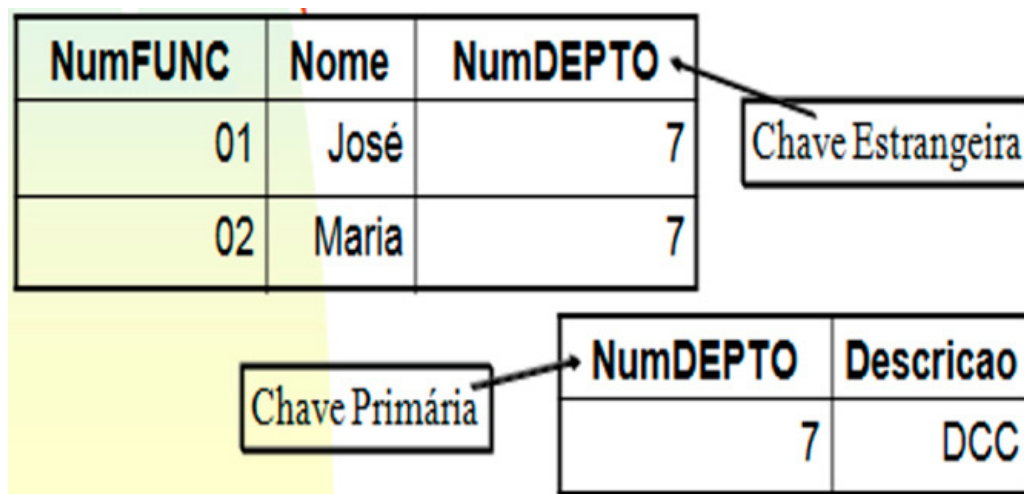 NumFUNC Nome NumDEPTO
01 José 7
Chave Estrangeira
02 Maria 7
NumDEPTO Descricao
Chave Primária
7 DCC